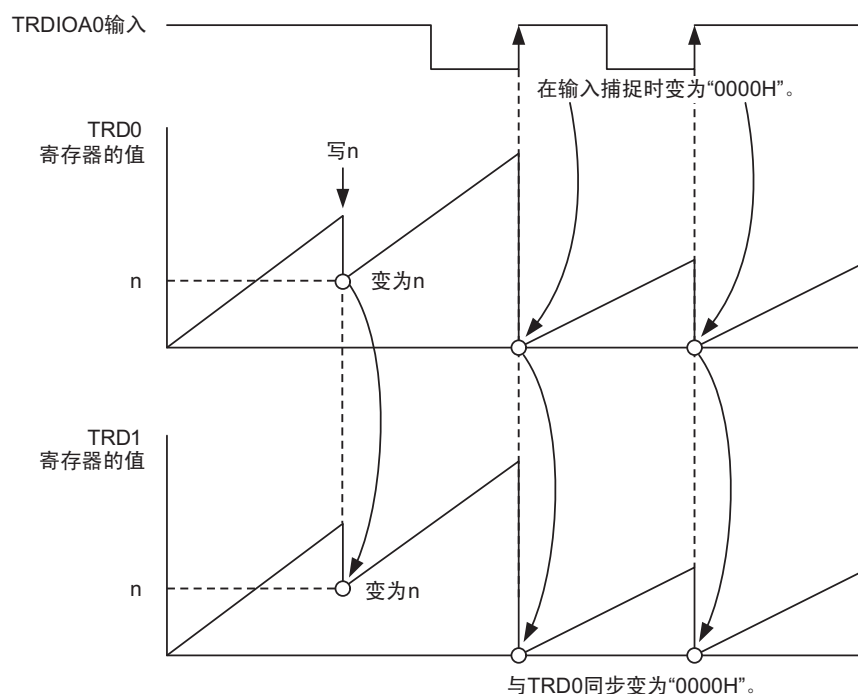 TRDIOA0输入
在输入捕捉时变为“0000H”。
TRD0
寄存器的值
写n
n
变为n
TRD1
寄存器的值
n
变为n
与TRD0同步变为“0000H”。